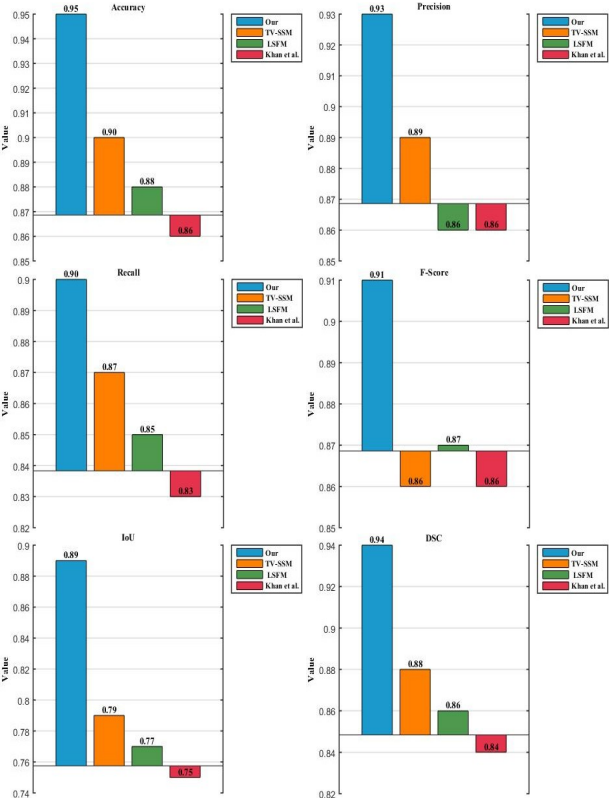 Accuracy
0.95
0.94
0.93
0.92
0.91
0.9
0.89
0.88
0.87
0.86
0.85
Value
0.95
0.90
0.88
0.86
Our
TV-SSM
LSFM
Khan et al.
Precision
0.93
0.92
0.91
0.9
0.89
0.88
0.87
0.86
0.85
Value
0.93
0.89
0.86
0.86
Our
TV-SSM
LSFM
Khan et al.
Recall
0.9
0.89
0.88
0.87
0.86
0.85
0.84
0.83
0.82
Value
0.90
0.87
0.85
0.83
Our
TV-SSM
LSFM
Khan et al.
F-Score
0.91
0.9
0.89
0.88
0.87
0.86
0.85
Value
0.91
0.86
0.87
0.86
Our
TV-SSM
LSFM
Khan et al.
IoU
0.9
0.88
0.86
0.84
0.82
0.8
0.78
0.76
0.74
Value
0.89
0.79
0.77
0.75
Our
TV-SSM
LSFM
Khan et al.
DSC
0.94
0.92
0.9
0.88
0.86
0.84
0.82
Value
0.94
0.88
0.86
0.84
Our
TV-SSM
LSFM
Khan et al.